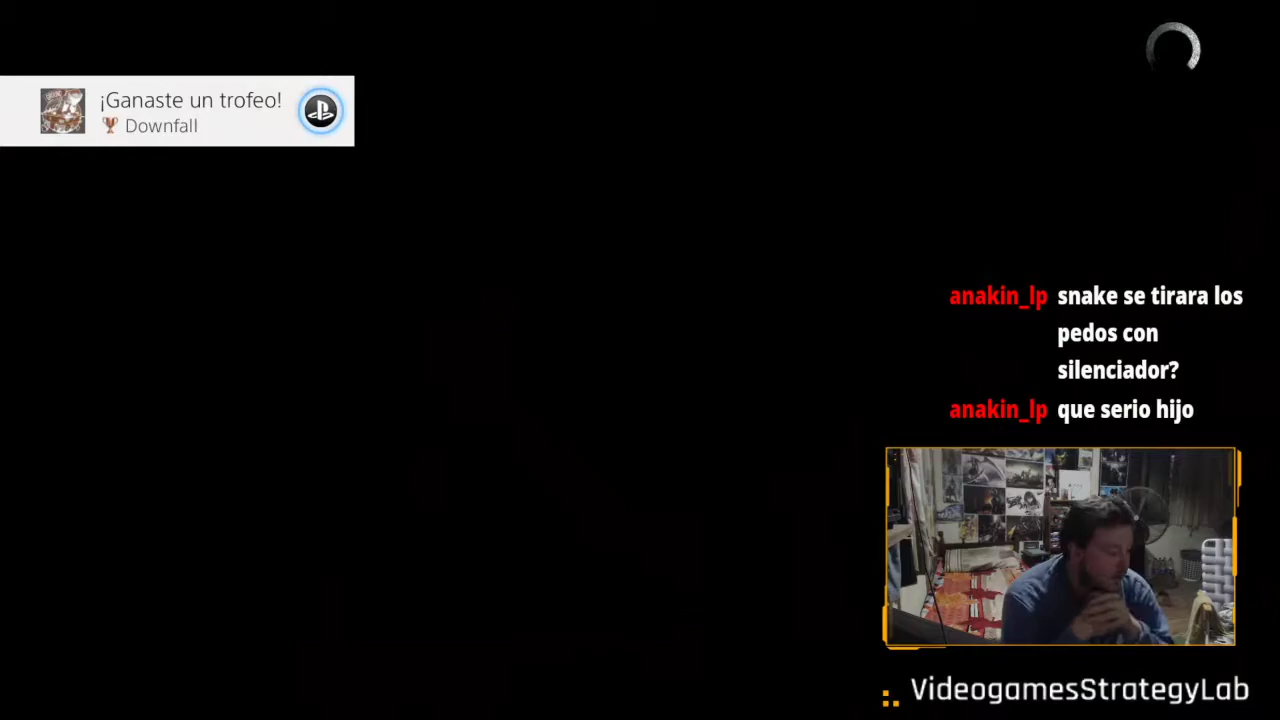 ¡Ganaste un trofeo!
Downfall
anakin_lp snake se tirara los
pedos con
silenciador?
anakin_lp que serio hijo
VideogamesStrategyLab